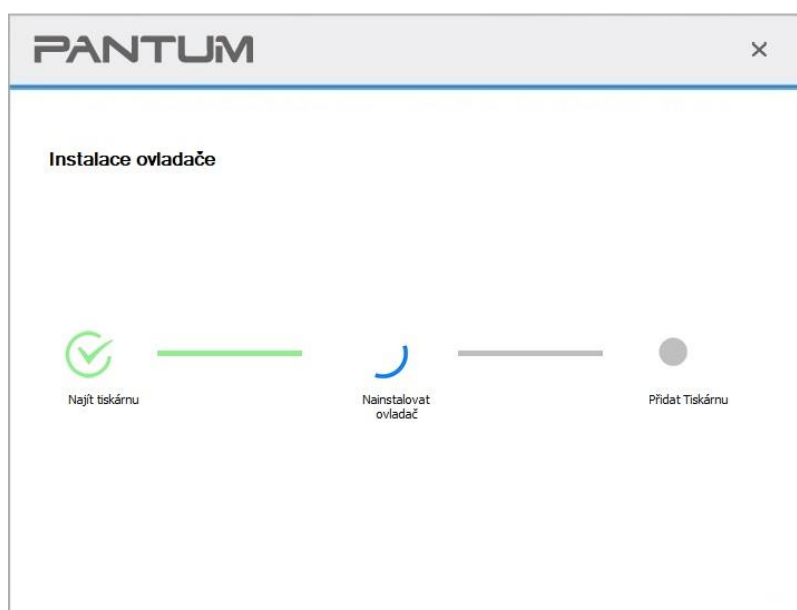 PANTUM
Instalace ovladače
Najít tiskárnu
Nainstalovat
ovladač
Přidat Tiskárnu